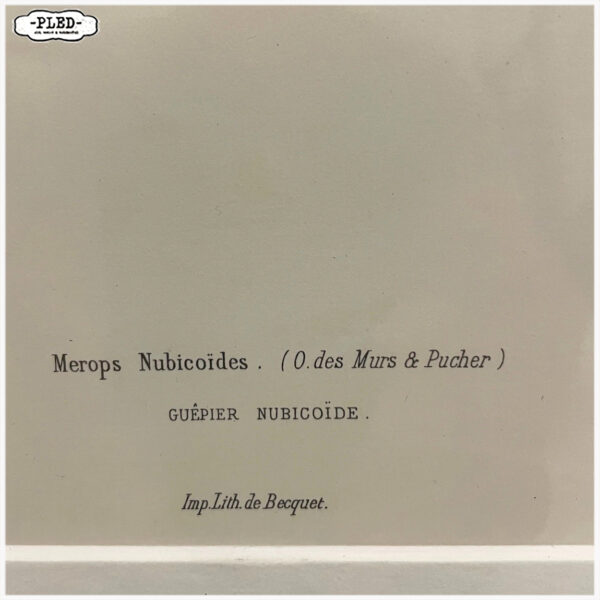 -PLED-
Merops Nubicoïdes. (O. des Murs & Pucher)
GUÊPIER NUBICOÏDE.
Imp. Lith. de Becquet.